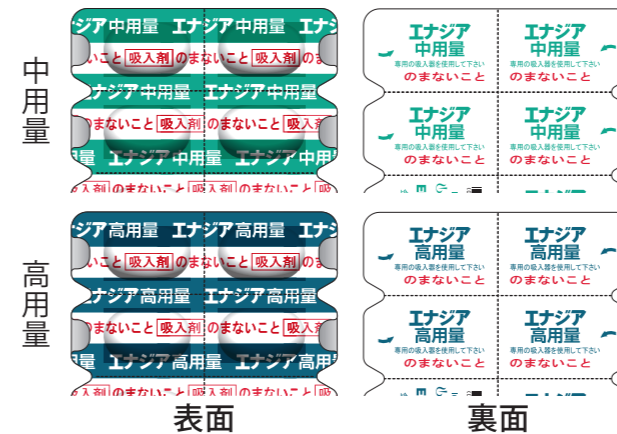 中用量
ジア中用量 エナジア中用量 エナジ
いこと 吸入剤 のまないこと 吸入剤 のま
ナジア中用量 エナジア中用量
まないこと 吸入剤 のまないこと 吸入剤
量 エナジア中用量 エナジア中用
入剤 のまないこと 吸入剤 のまないこと 吸
エナジア 中用量 専用の吸入器を使用して下さい のまないこと
エナジア 中用量 専用の吸入器を使用して下さい のまないこと
エナジア 中用量 専用の吸入器を使用して下さい のまないこと
エナジア 中用量 専用の吸入器を使用して下さい のまないこと
高用量
ジア高用量 エナジア高用量 エナ
いこと 吸入剤 のまないこと 吸入剤 のま
ナジア高用量 エナジア高用量
まないこと 吸入剤 のまないこと 吸入剤
量 エナジア高用量 エナジア高用
入剤 のまないこと 吸入剤 のまないこと 吸
エナジア 高用量 専用の吸入器を使用して下さい のまないこと
エナジア 高用量 専用の吸入器を使用して下さい のまないこと
エナジア 高用量 専用の吸入器を使用して下さい のまないこと
エナジア 高用量 専用の吸入器を使用して下さい のまないこと
表面
裏面